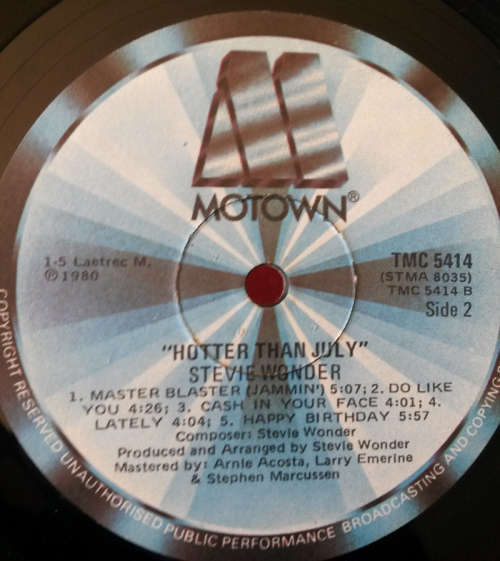 MOTOWN®
1-5 Laetrec M.
℗1980
TMC 5414
(STMA 8035)
TMC 5414 B
Side 2
"HOTTER THAN JULY"
STEVIE WONDER
1. MASTER BLASTER (JAMMIN') 5:07; 2. DO LIKE
YOU 4:26; 3. CASH IN YOUR FACE 4:01; 4.
LATELY 4:04; 5. HAPPY BIRTHDAY 5:57
Composer: Stevie Wonder
Produced and Arranged by Stevie Wonder
Mastered by: Arnie Acosta, Larry Emerine
& Stephen Marcussen
COPYRIGHT RESERVED UNAUTHORISED PUBLIC PERFORMANCE BROADCASTING AND COPYING